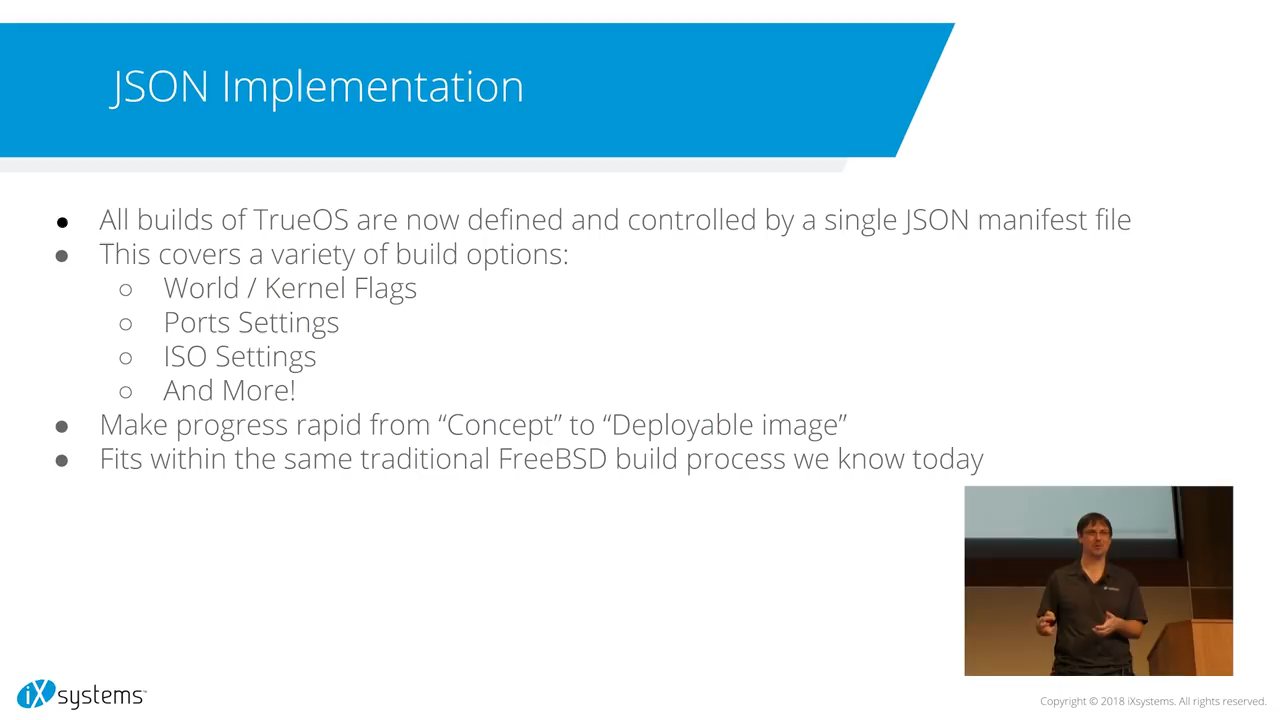 JSON Implementation
● All builds of TrueOS are now defined and controlled by a single JSON manifest file
● This covers a variety of build options:
○ World / Kernel Flags
○ Ports Settings
○ ISO Settings
○ And More!
● Make progress rapid from “Concept” to “Deployable image”
● Fits within the same traditional FreeBSD build process we know today
iXsystems™
Copyright © 2018 iXsystems. All rights reserved.